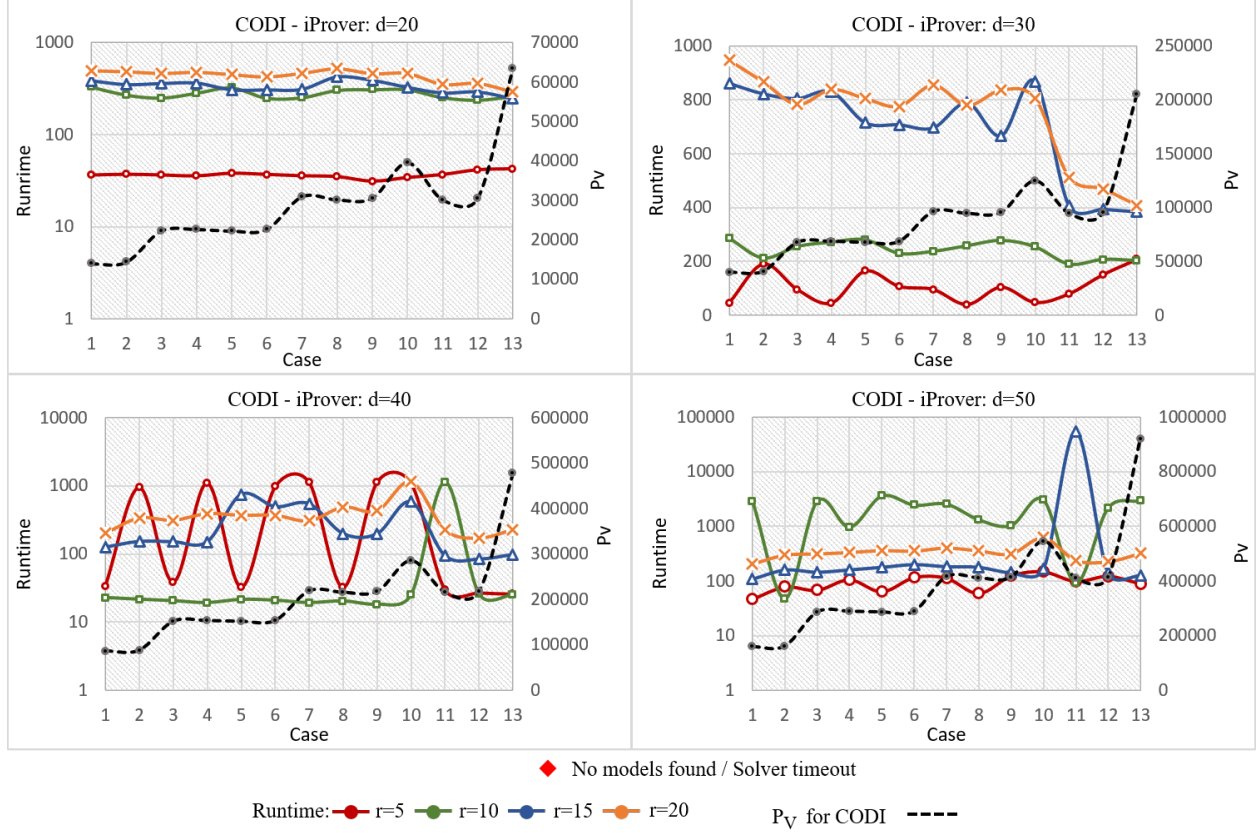 CODI - iProver: d=20
1000
100
10
1
Runrime
70000
60000
50000
40000
30000
20000
10000
0
Pv
1 2 3 4 5 6 7 8 9 10 11 12 13
Case
CODI - iProver: d=30
1000
800
600
400
200
0
Runtime
250000
200000
150000
100000
50000
0
Pv
1 2 3 4 5 6 7 8 9 10 11 12 13
Case
CODI - iProver: d=40
10000
1000
100
10
1
Runtime
600000
500000
400000
300000
200000
100000
0
Pv
1 2 3 4 5 6 7 8 9 10 11 12 13
Case
CODI - iProver: d=50
100000
10000
1000
100
10
1
Runtime
1000000
800000
600000
400000
200000
0
Pv
1 2 3 4 5 6 7 8 9 10 11 12 13
Case
No models found / Solver timeout
Runtime: r=5 r=10 r=15 r=20 PV for CODI